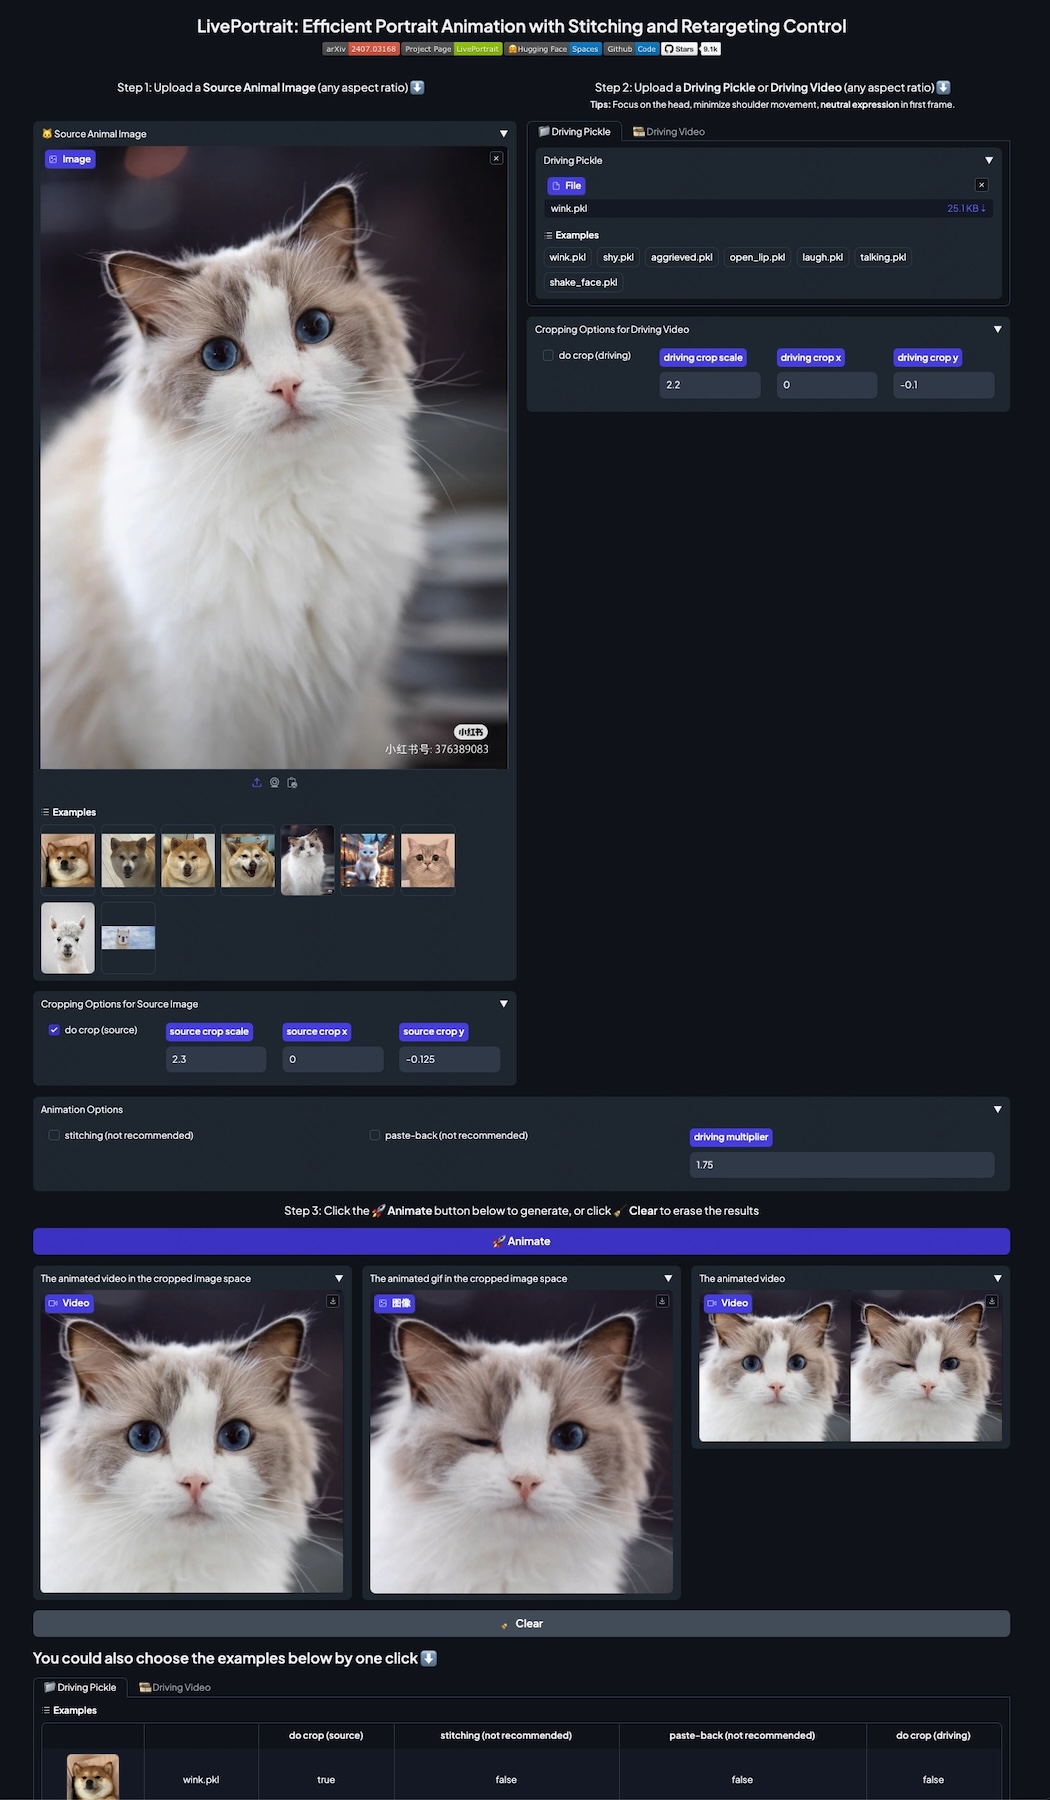 LivePortrait: Efficient Portrait Animation with Stitching and Retargeting Control
arXiv 2407.03168 Project Page LivePortrait Hugging Face Spaces Github Code Stars 9.1k
Step 1: Upload a Source Animal Image (any aspect ratio)
Step 2: Upload a Driving Pickle or Driving Video (any aspect ratio)
Tips: Focus on the head, minimize shoulder movement, neutral expression in first frame.
Source Animal Image
Image
小红书
小红书号: 376389083
Examples
Cropping Options for Source Image
do crop (source) source crop scale source crop x source crop y
2.3 0 -0.125
Driving Pickle Driving Video
Driving Pickle
File
wink.pkl 25.1 KB ↓
Examples
wink.pkl shy.pkl aggrieved.pkl open_lip.pkl laugh.pkl talking.pkl
shake_face.pkl
Cropping Options for Driving Video
do crop (driving) driving crop scale driving crop x driving crop y
2.2 0 -0.1
Animation Options
stitching (not recommended) paste-back (not recommended) driving multiplier
1.75
Step 3: Click the 🚀 Animate button below to generate, or click 🧹 Clear to erase the results
🚀 Animate
The animated video in the cropped image space
Video
The animated gif in the cropped image space
图像
The animated video
Video
Clear
You could also choose the examples below by one click
Driving Pickle Driving Video
Examples
do crop (source) stitching (not recommended) paste-back (not recommended) do crop (driving)
wink.pkl true false false false